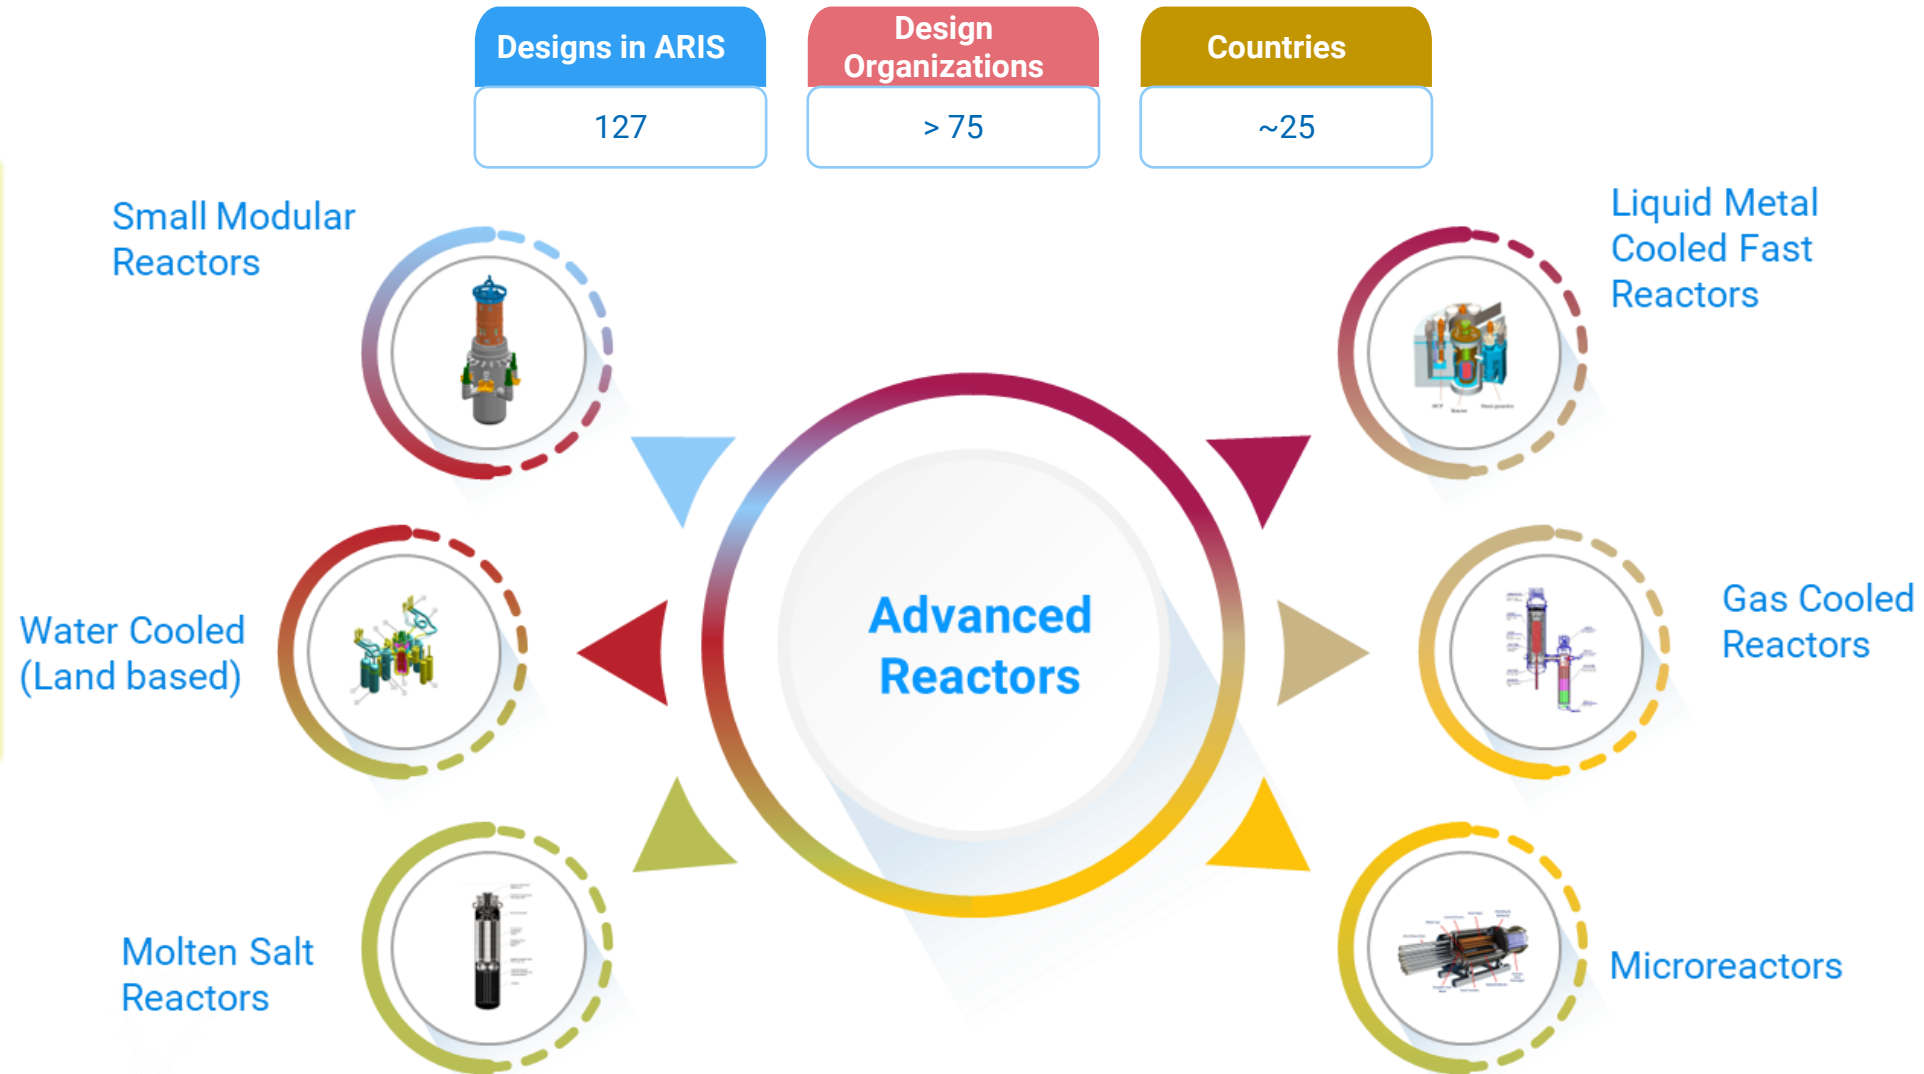 Designs in ARIS
127
Design
Organizations
> 75
Countries
~25
Small Modular
Reactors
Liquid Metal
Cooled Fast
Reactors
Water Cooled
(Land based)
Advanced
Reactors
Gas Cooled
Reactors
Molten Salt
Reactors
Microreactors